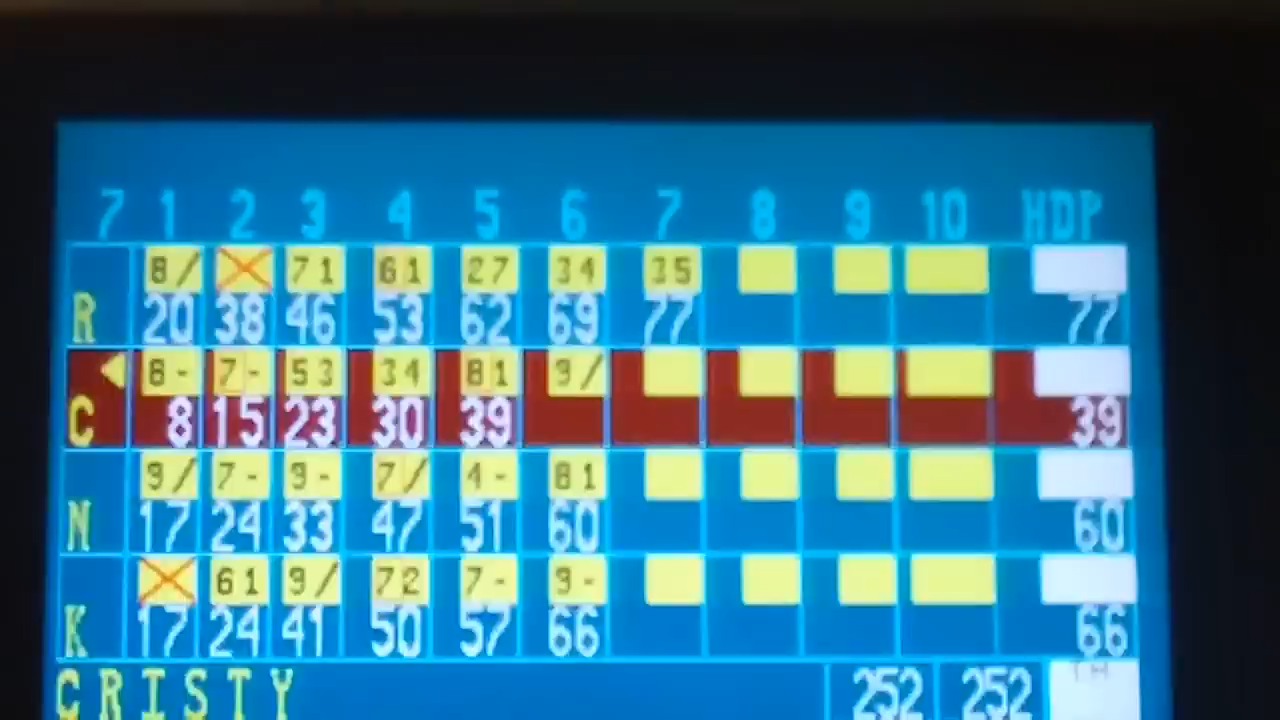 7 1 2 3 4 5 6 7 8 9 10 HDP
8/ X 71 61 27 34 35
R 20 38 46 53 62 69 77 77
8- 7- 53 34 81 9/
C 8 15 23 30 39 39
9/ 7- 9- 7/ 4- 81
N 17 24 33 47 51 60 60
X 61 9/ 72 7- 9-
K 17 24 41 50 57 66 66
CRISTY 252 252